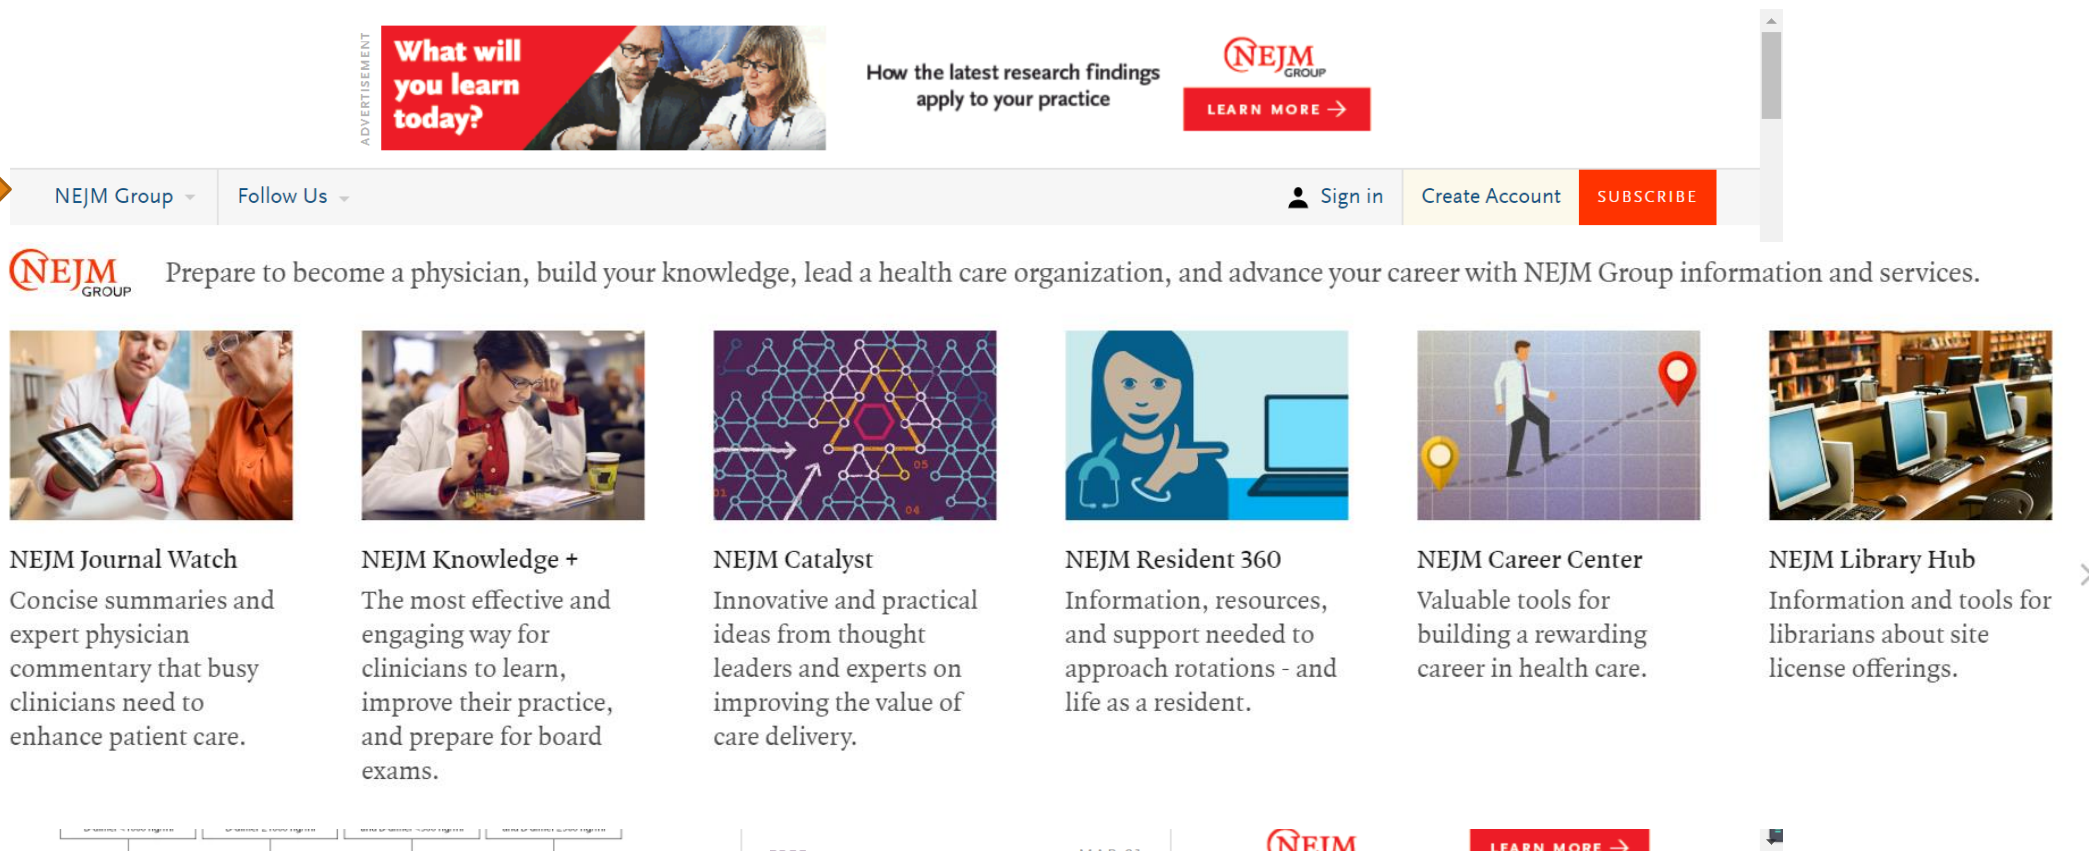 ADVERTISEMENT
What will
you learn
today?
How the latest research findings
apply to your practice
NEJM
GROUP
LEARN MORE →
NEJM Group
Follow Us
Sign in
Create Account
SUBSCRIBE
NEJM
GROUP
Prepare to become a physician, build your knowledge, lead a health care organization, and advance your career with NEJM Group information and services.
01
05
04
NEJM Journal Watch
Concise summaries and
expert physician
commentary that busy
clinicians need to
enhance patient care.
NEJM Knowledge +
The most effective and
engaging way for
clinicians to learn,
improve their practice,
and prepare for board
exams.
NEJM Catalyst
Innovative and practical
ideas from thought
leaders and experts on
improving the value of
care delivery.
NEJM Resident 360
Information, resources,
and support needed to
approach rotations - and
life as a resident.
NEJM Career Center
Valuable tools for
building a rewarding
career in health care.
NEJM Library Hub
Information and tools for
librarians about site
license offerings.
NEJM
LEARN MORE →